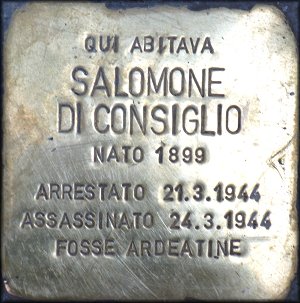 QUI ABITAVA
SALOMONE
DI CONSIGLIO
NATO 1899
ARRESTATO 21.3.1944
ASSASSINATO 24.3.1944
FOSSE ARDEATINE